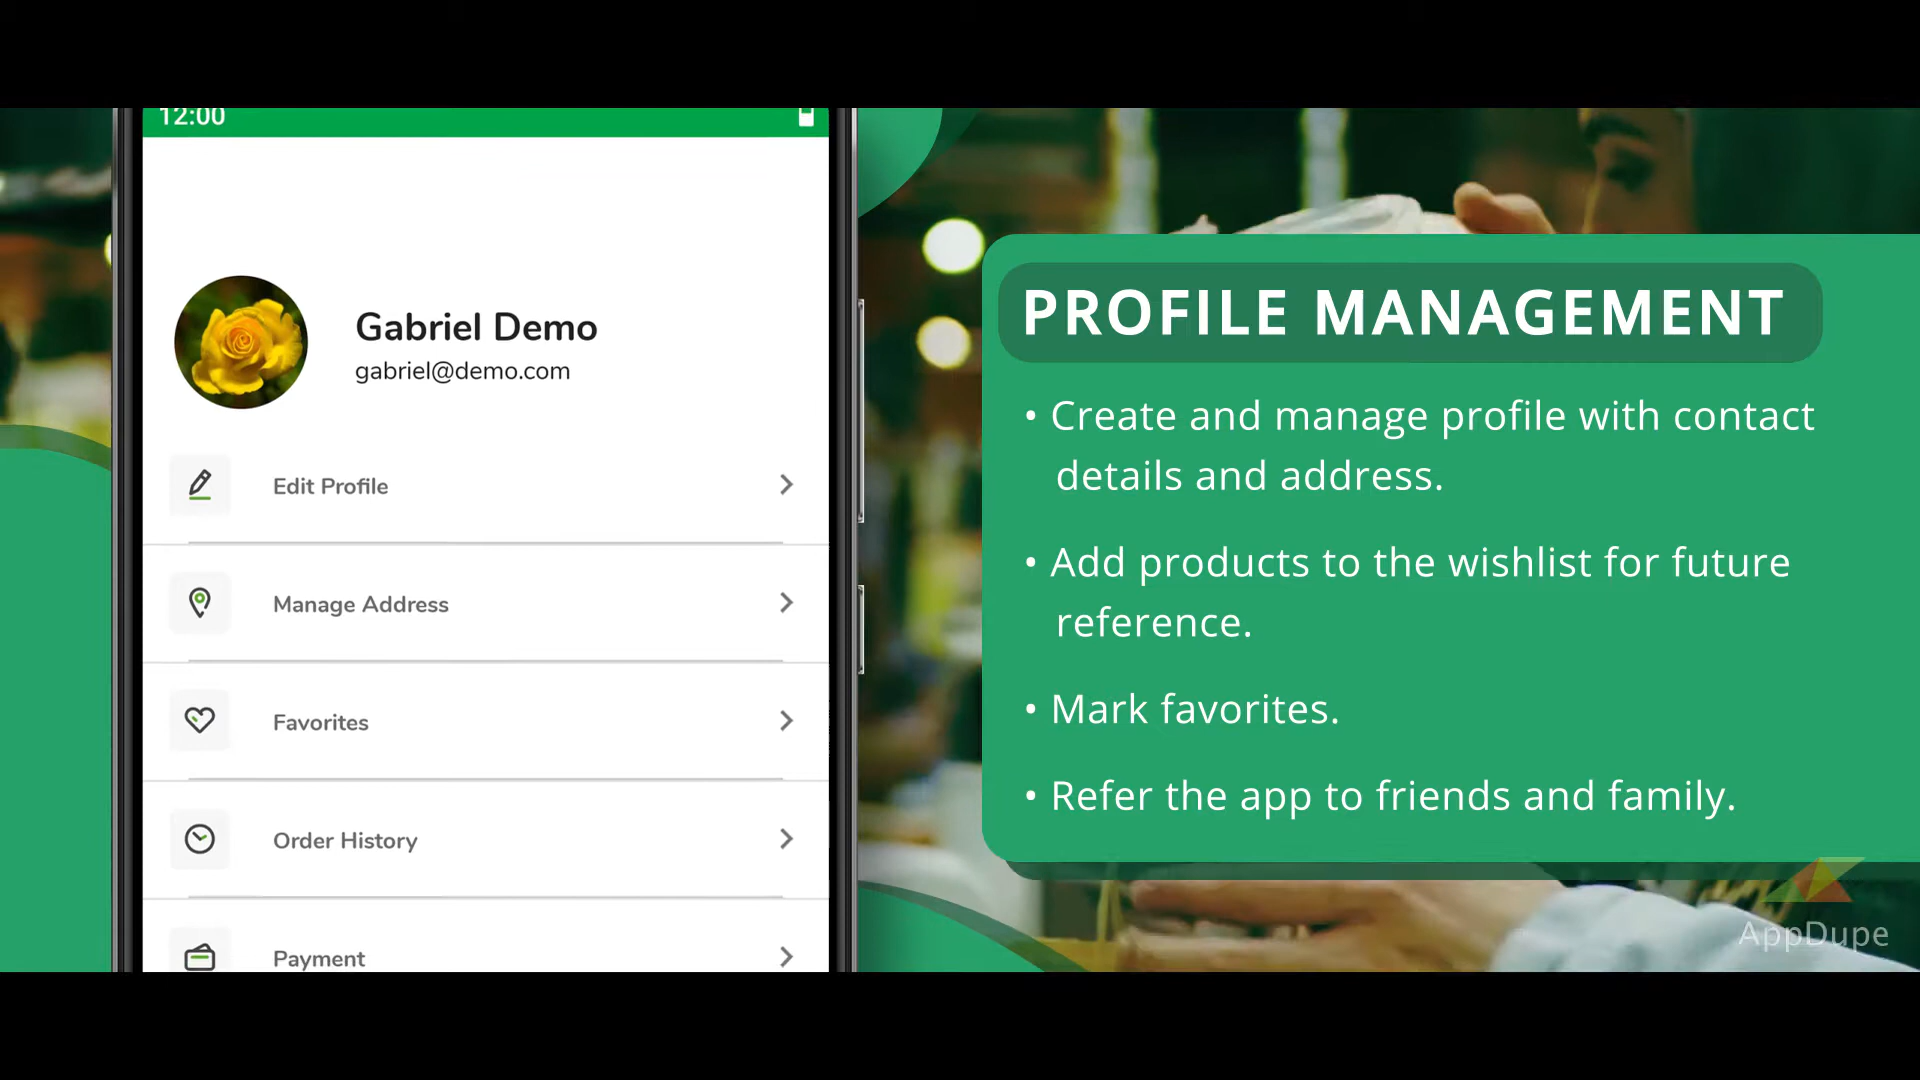 12:00
Gabriel Demo
gabriel@demo.com
Edit Profile
Manage Address
Favorites
Order History
Payment
PROFILE MANAGEMENT
• Create and manage profile with contact
details and address.
• Add products to the wishlist for future
reference.
• Mark favorites.
• Refer the app to friends and family.
AppDupe